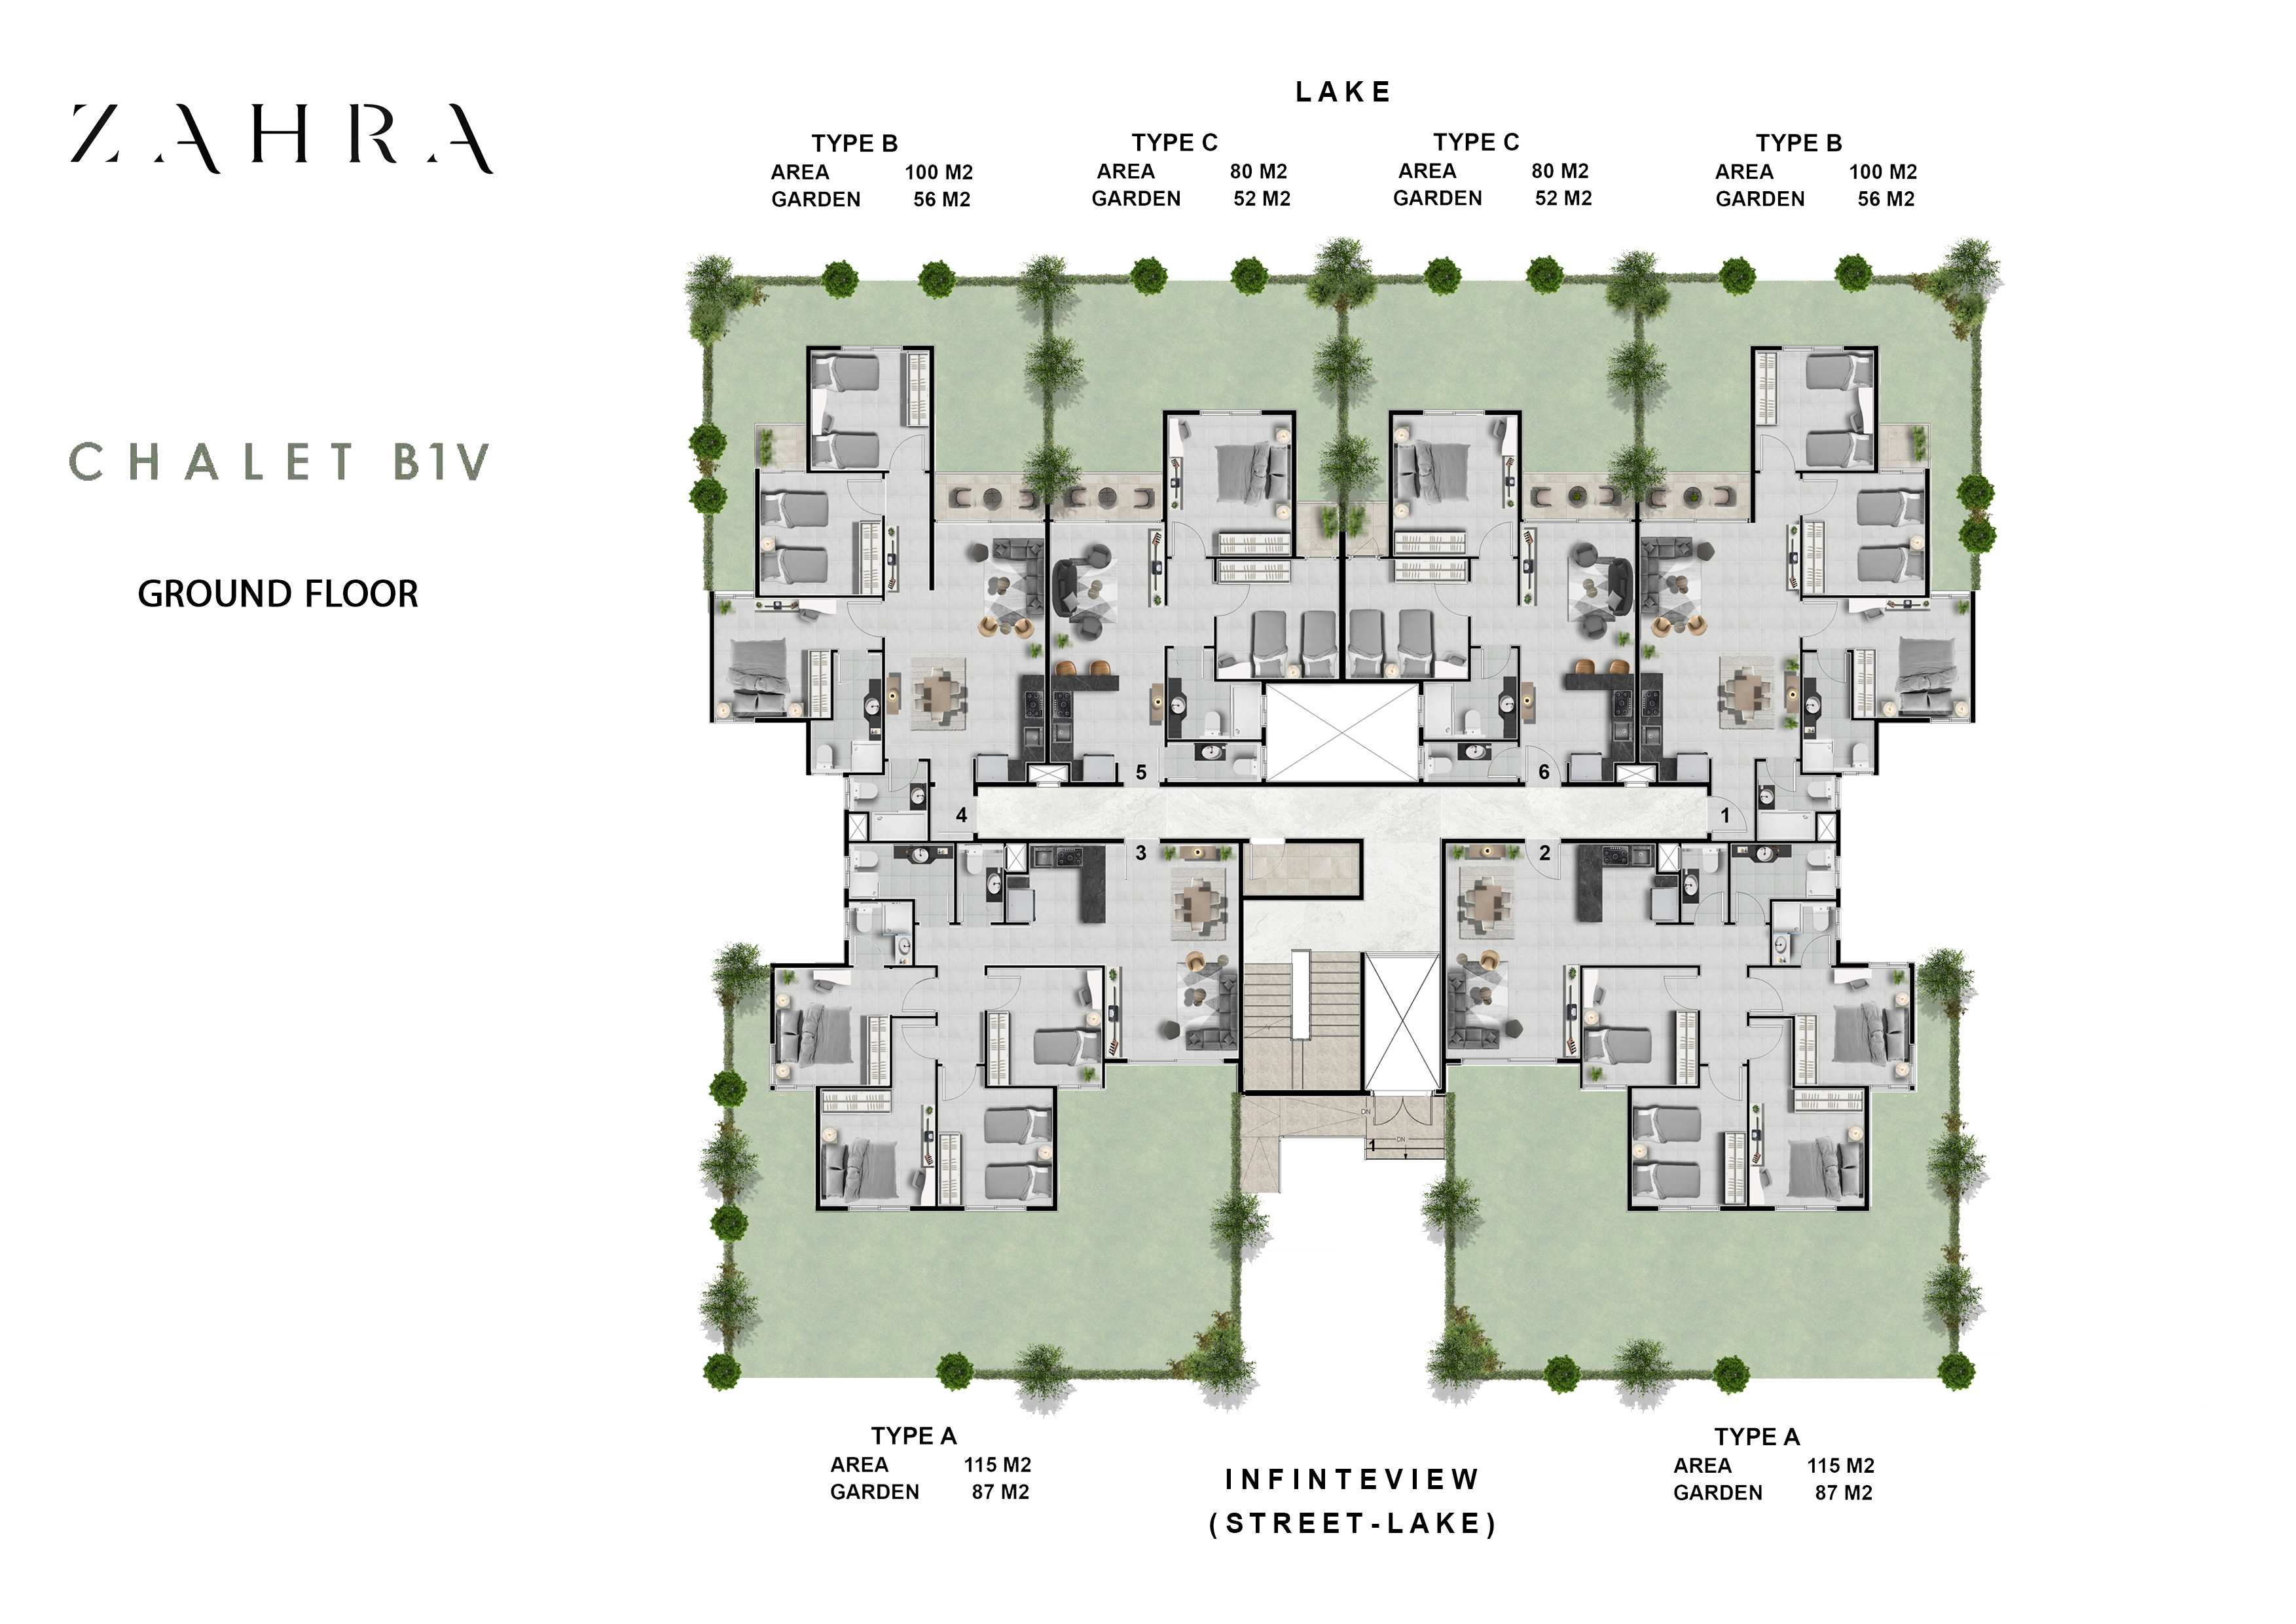 ZAHRA
CHALET B1V
GROUND FLOOR
LAKE
TYPE B
AREA 100 M2
GARDEN 56 M2
TYPE C
AREA 80 M2
GARDEN 52 M2
TYPE C
AREA 80 M2
GARDEN 52 M2
TYPE B
AREA 100 M2
GARDEN 56 M2
5
6
4
1
3
2
DN
DN
1
TYPE A
AREA 115 M2
GARDEN 87 M2
INFINTEVIEW
(STREET-LAKE)
TYPE A
AREA 115 M2
GARDEN 87 M2